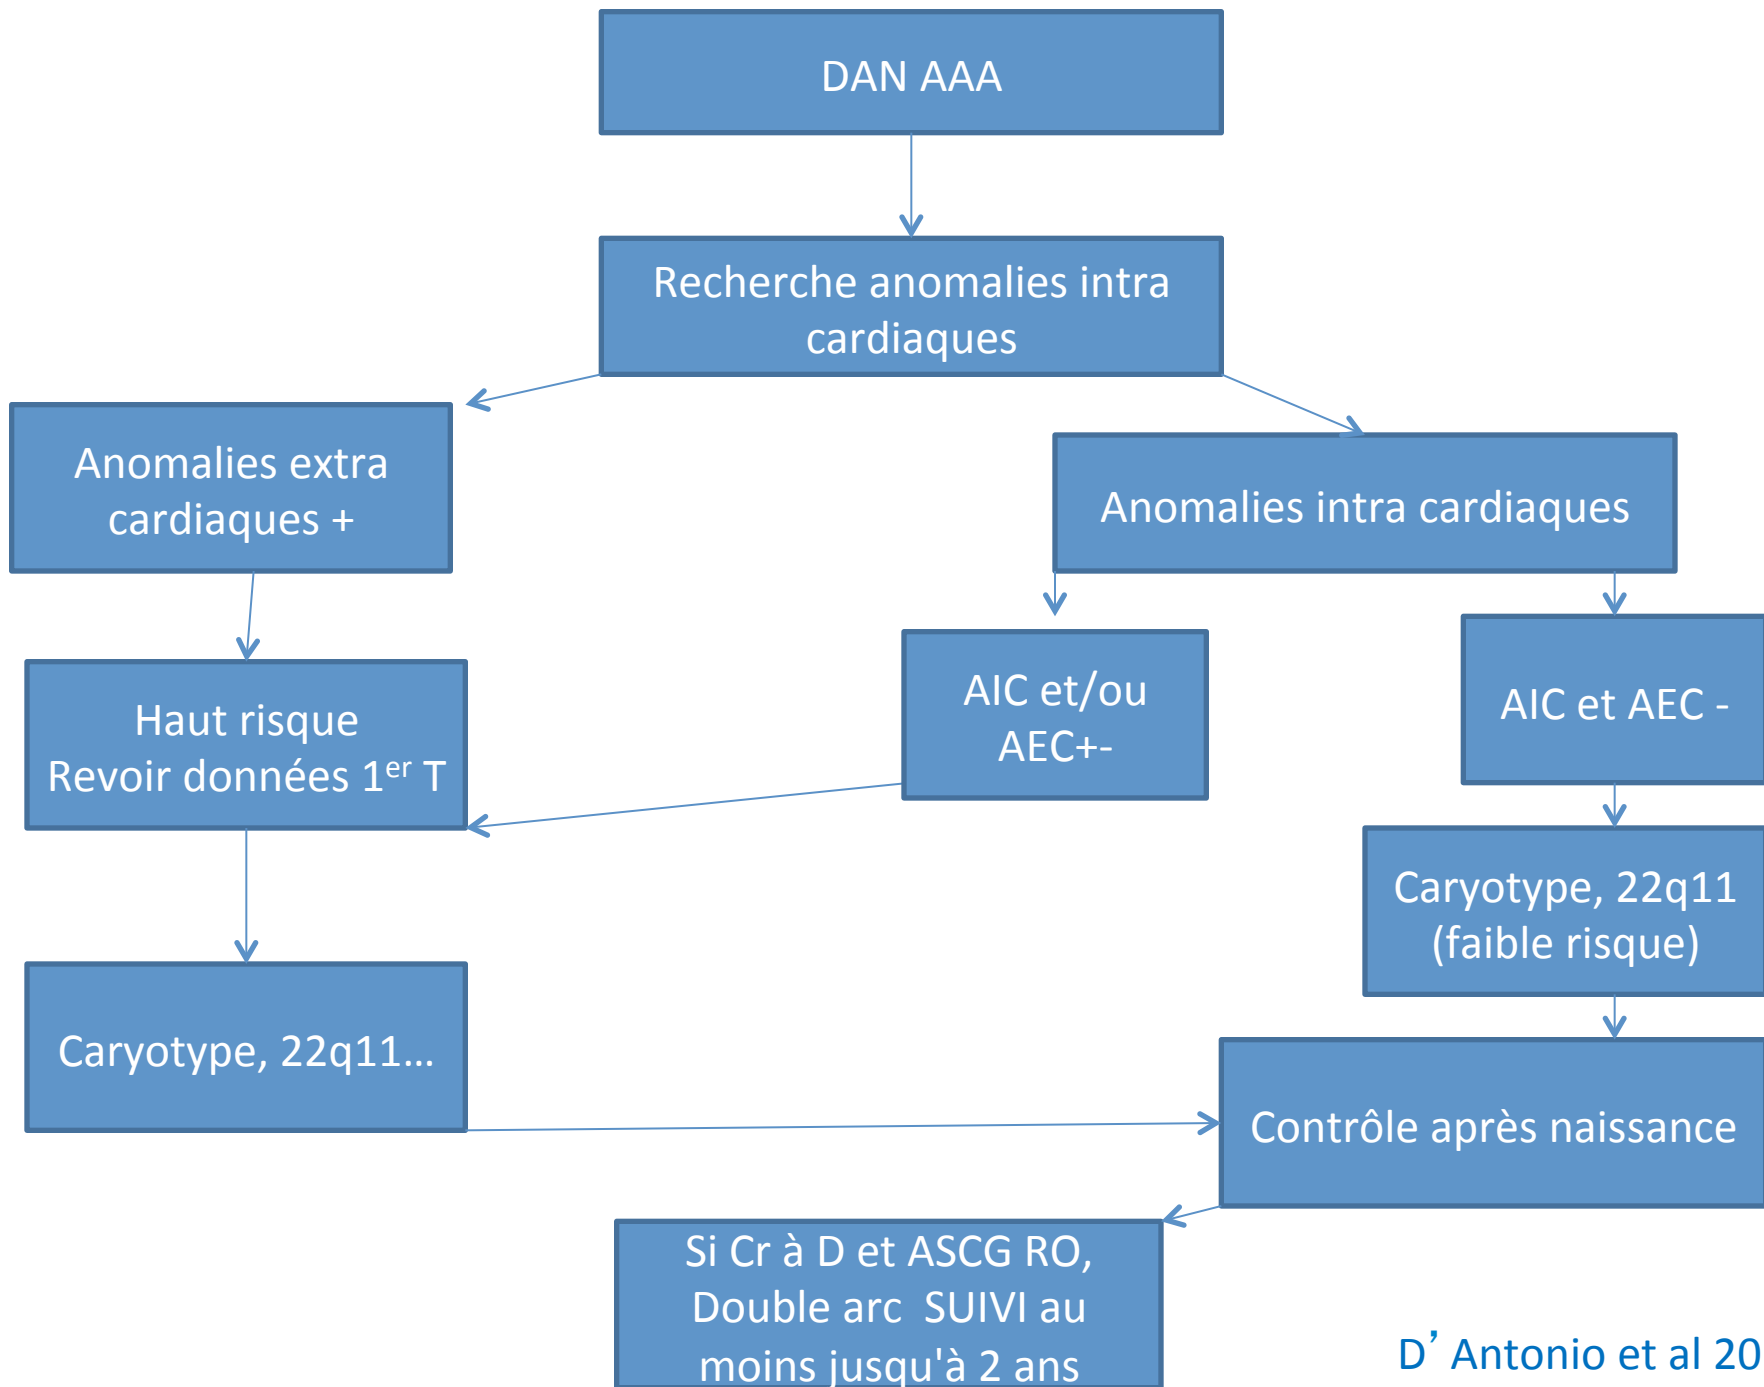 DAN AAA
Recherche anomalies intra
cardiaques
Anomalies extra
cardiaques +
Anomalies intra cardiaques
Haut risque
Revoir données 1er T
AIC et/ou
AEC+-
AIC et AEC -
Caryotype, 22q11
(faible risque)
Caryotype, 22q11...
Contrôle après naissance
Si Cr à D et ASCG RO,
Double arc SUIVI au
moins jusqu'à 2 ans
D’ Antonio et al 20